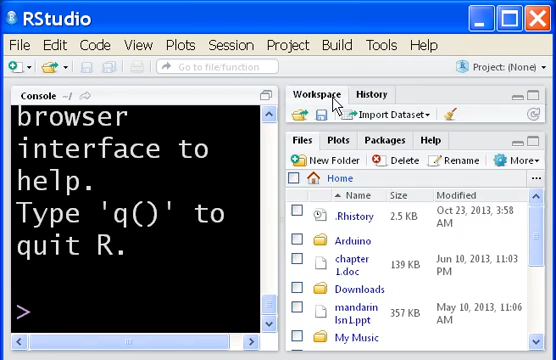 RStudio
File Edit Code View Plots Session Project Build Tools Help
Go to file/function
Project: (None)
Console ~/
browser
interface to
help.
Type 'q()' to
quit R.
>
Workspace History
Import Dataset
Files Plots Packages Help
New Folder Delete Rename More
Home
Name Size Modified
.Rhistory 2.5 KB Oct 23, 2013, 3:58 AM
Arduino
chapter 1.doc 139 KB Jun 10, 2013, 11:03 PM
Downloads
mandarin lsn1.ppt 357 KB May 10, 2013, 11:06 AM
My Music